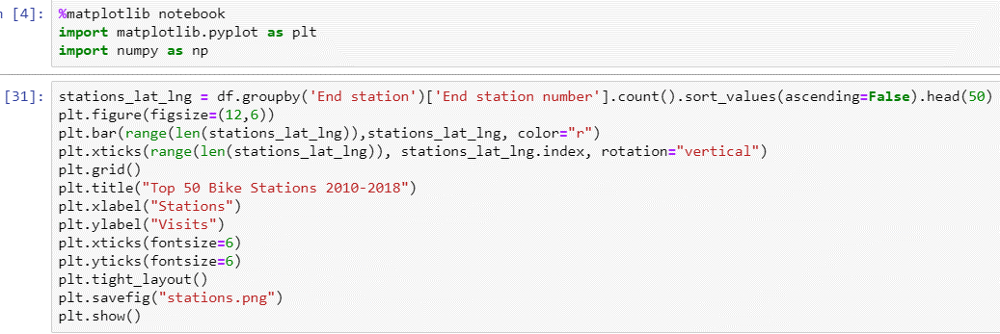 n [4]: %matplotlib notebook
import matplotlib.pyplot as plt
import numpy as np
[31]: stations_lat_lng = df.groupby('End station')['End station number'].count().sort_values(ascending=False).head(50)
plt.figure(figsize=(12,6))
plt.bar(range(len(stations_lat_lng)),stations_lat_lng, color="r")
plt.xticks(range(len(stations_lat_lng)), stations_lat_lng.index, rotation="vertical")
plt.grid()
plt.title("Top 50 Bike Stations 2010-2018")
plt.xlabel("Stations")
plt.ylabel("Visits")
plt.xticks(fontsize=6)
plt.yticks(fontsize=6)
plt.tight_layout()
plt.savefig("stations.png")
plt.show()